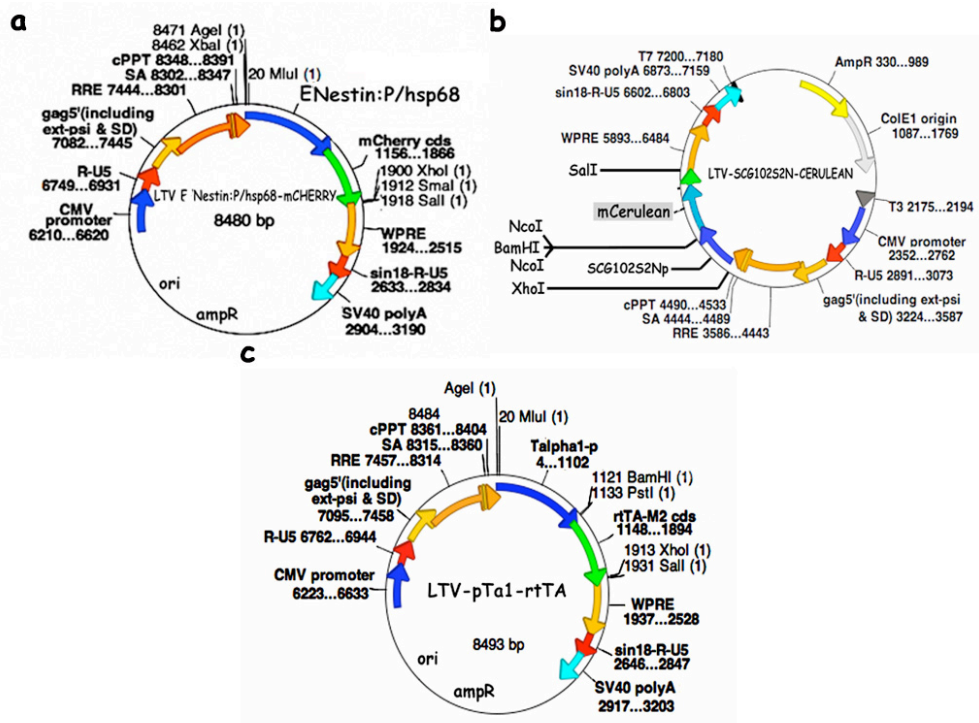 a
8471 AgeI (1)
8462 XbaI (1)
cPPT 8348...8391
SA 8302...8347
RRE 7444...8301
20 MluI (1)
ENestin:P/hsp68
gag5'(including
ext-psi & SD)
7082...7445
mCherry cds
1156...1866
1900 XhoI (1)
1912 SmaI (1)
1918 SalI (1)
R-U5
6749...6931
LTV E Nestin:P/hsp68-mCHERRY
8480 bp
CMV
promoter
6210...6620
WPRE
1924...2515
sin18-R-U5
2633...2834
ori
ampR
SV40 polyA
2904...3190
b
T7 7200...7180
SV40 polyA 6873...7159
sin18-R-U5 6602...6803
AmpR 330...989
WPRE 5893...6484
ColE1 origin
1087...1769
SalI
LTV-SCG102S2N-CERULEAN
mCerulean
T3 2175...2194
NcoI
BamHI
NcoI
CMV promoter
2352...2762
SCG102S2Np
R-U5 2891...3073
XhoI
cPPT 4490...4533
SA 4444...4489
RRE 3586...4443
gag5'(including ext-psi
& SD) 3224...3587
c
AgeI (1)
8484
20 MluI (1)
cPPT 8361...8404
SA 8315...8360
RRE 7457...8314
Talpha1-p
4...1102
gag5'(including
ext-psi & SD)
7095...7458
1121 BamHI (1)
1133 PstI (1)
rtTA-M2 cds
1148...1894
R-U5 6762...6944
1913 XhoI (1)
1931 SalI (1)
CMV promoter
6223...6633
LTV-pTa1-rtTA
WPRE
1937...2528
8493 bp
sin18-R-U5
2646...2847
ori
ampR
SV40 polyA
2917...3203